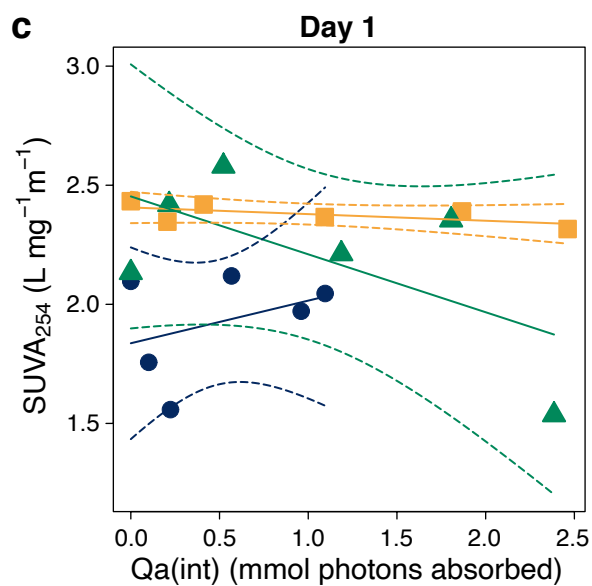 c
Day 1
SUVA₂₅₄ (L mg⁻¹m⁻¹)
3.0
2.5
2.0
1.5
0.0 0.5 1.0 1.5 2.0 2.5
Qa(int) (mmol photons absorbed)